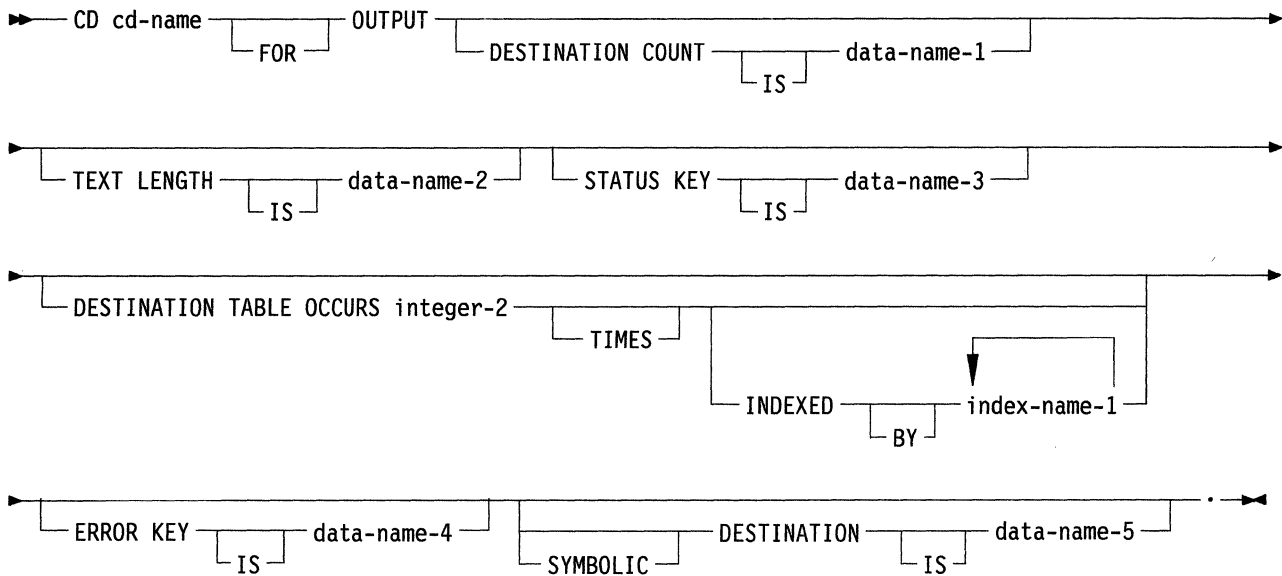 CD cd-name FOR OUTPUT DESTINATION COUNT IS data-name-1
TEXT LENGTH IS data-name-2 STATUS KEY IS data-name-3
DESTINATION TABLE OCCURS integer-2 TIMES
INDEXED BY index-name-1
ERROR KEY IS data-name-4 SYMBOLIC DESTINATION IS data-name-5 .